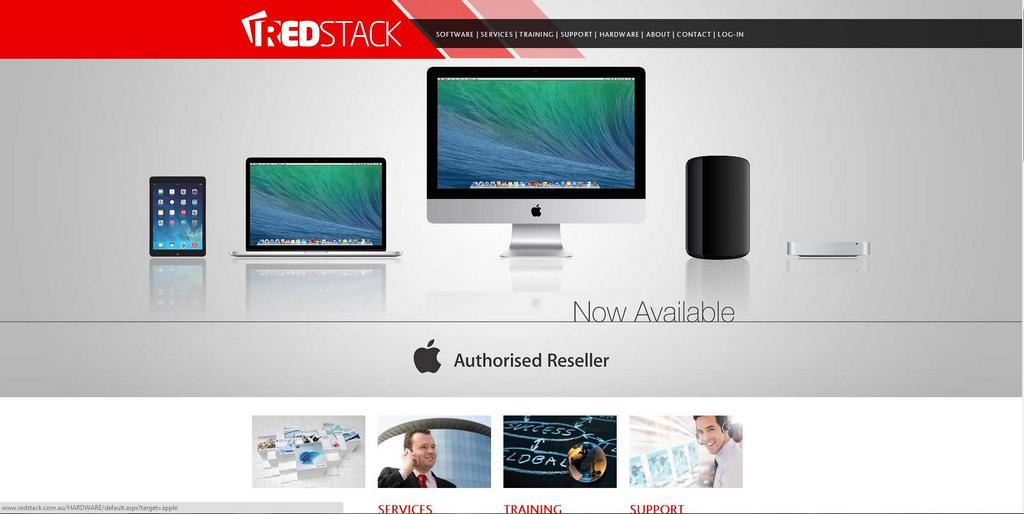 REDSTACK
SOFTWARE | SERVICES | TRAINING | SUPPORT | HARDWARE | ABOUT | CONTACT | LOG-IN
Now Available
Authorised Reseller
SUCCESS
GLOBAL
SERVICES
TRAINING
SUPPORT
www.redstack.com.au/HARDWARE/default.aspx?target=apple